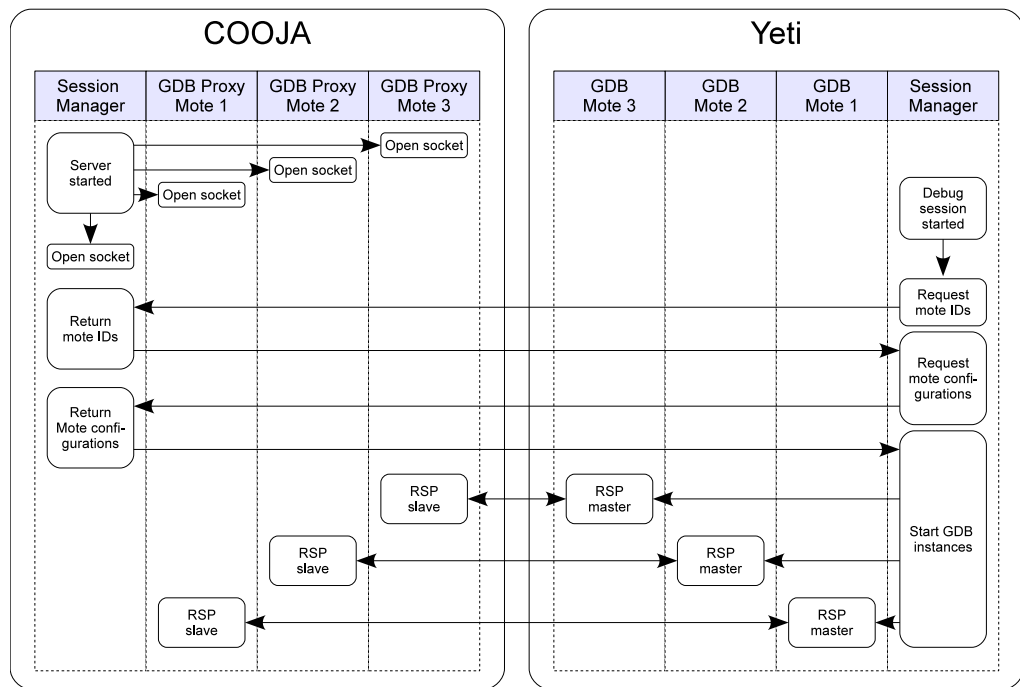 COOJA
Yeti
Session
Manager
GDB Proxy
Mote 1
GDB Proxy
Mote 2
GDB Proxy
Mote 3
GDB
Mote 3
GDB
Mote 2
GDB
Mote 1
Session
Manager
Server
started
Open socket
Open socket
Open socket
Open socket
Debug
session
started
Request
mote IDs
Return
mote IDs
Request
mote confi-
gurations
Return
Mote confi-
gurations
Start GDB
instances
RSP
slave
RSP
master
RSP
slave
RSP
master
RSP
slave
RSP
master